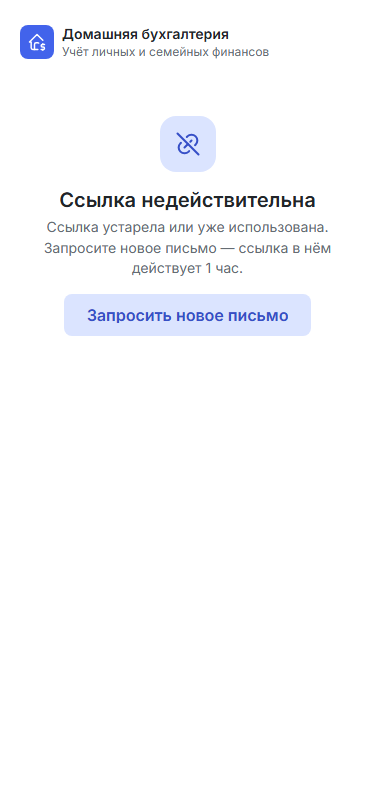 Домашняя бухгалтерия
Учёт личных и семейных финансов
Ссылка недействительна
Ссылка устарела или уже использована.
Запросите новое письмо — ссылка в нём
действует 1 час.
Запросить новое письмо